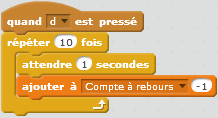 quand d est pressé
répéter 10 fois
attendre 1 secondes
ajouter à Compte à rebours -1